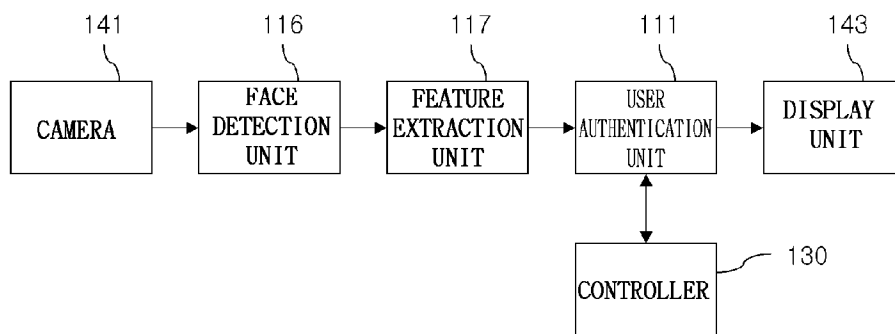 141
116
117
111
143
CAMERA
FACE
DETECTION
UNIT
FEATURE
EXTRACTION
UNIT
USER
AUTHENTICATION
UNIT
DISPLAY
UNIT
CONTROLLER
130